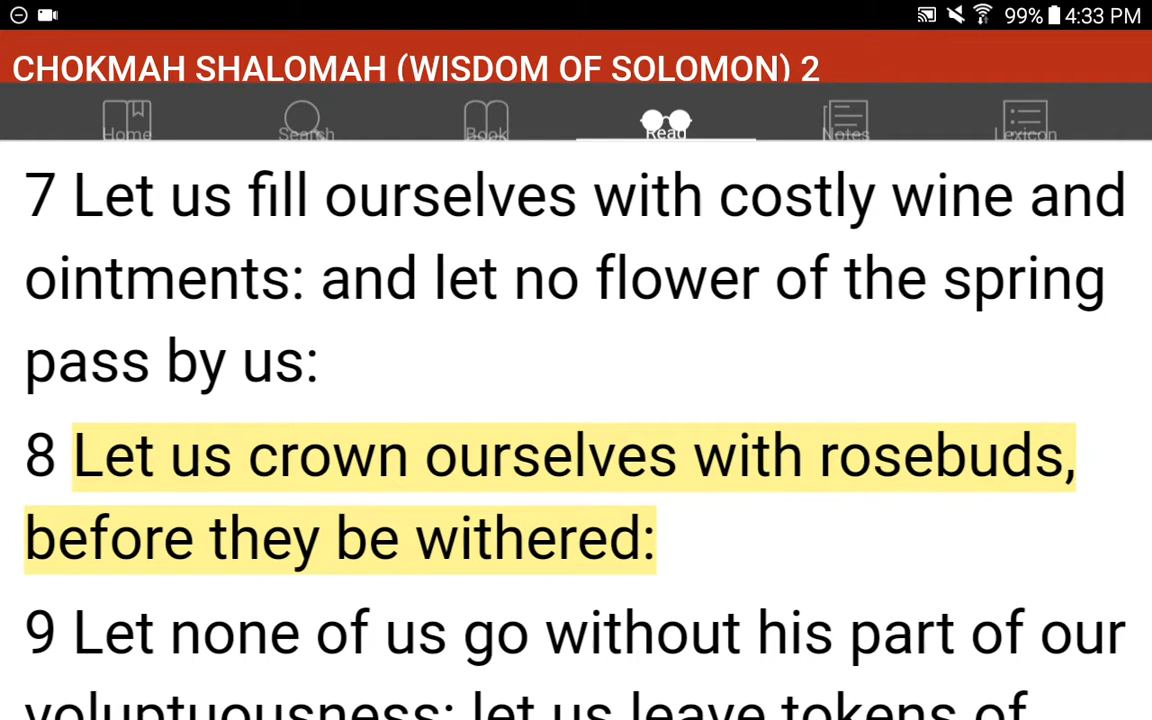 99% 4:33 PM
CHOKMAH SHALOMAH (WISDOM OF SOLOMON) 2
Home Search Book Read Notes Lexicon
7 Let us fill ourselves with costly wine and
ointments: and let no flower of the spring
pass by us:
8 Let us crown ourselves with rosebuds,
before they be withered:
9 Let none of us go without his part of our
voluptuousness: let us leave tokens of